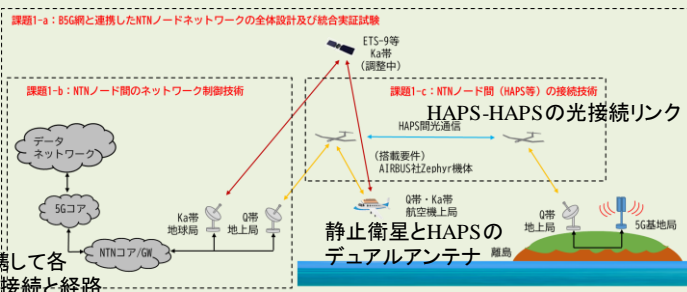 課題1-a：B5G網と連携したNTNノードネットワークの全体設計及び統合実証試験
ETS-9等
Ka帯
(調整中)
課題1-b：NTNノード間のネットワーク制御技術
課題1-c：NTNノード間（HAPS等）の接続技術
HAPS-HAPSの光接続リンク
HAPS間光通信
データ
ネットワーク
(搭載要件)
AIRBUS社Zephyr機体
5Gコア
Ka帯
地球局
Q帯
地上局
Q帯・Ka帯
航空機上局
Q帯
地上局
5G基地局
NTNコア/GW
静止衛星とHAPSの
デュアルアンテナ
離島
携して各
接続と経路